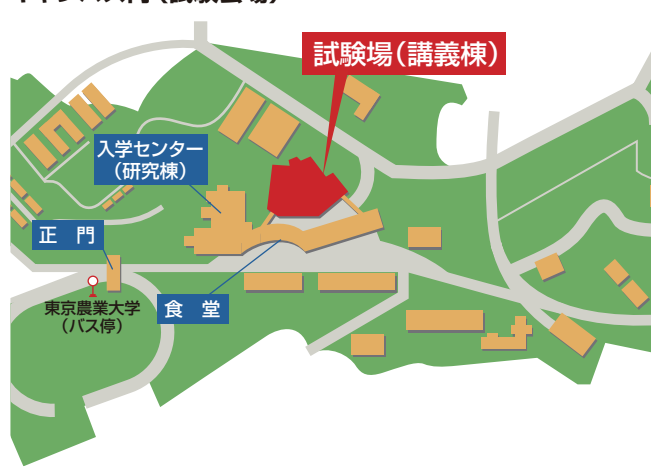 試験場(講義棟)
入学センター
(研究棟)
正 門
東京農業大学
(バス停)
食 堂